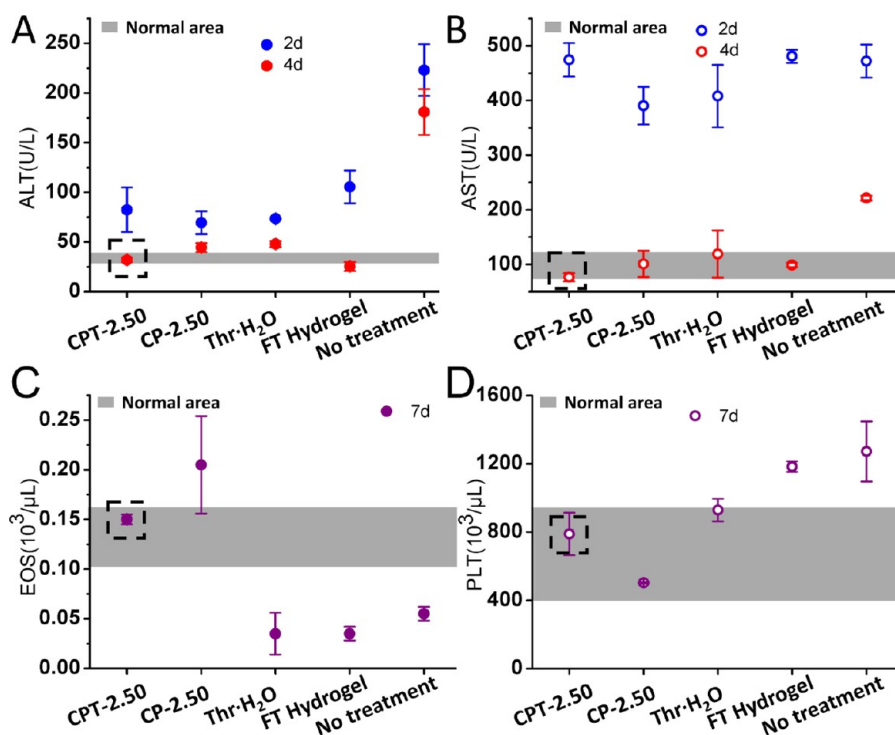 A
Normal area
2d
4d
250
200
150
100
50
0
ALT(U/L)
CPT-2.50
CP-2.50
Thr·H₂O
FT Hydrogel
No treatment
B
Normal area
2d
4d
500
400
300
200
100
AST(U/L)
CPT-2.50
CP-2.50
Thr·H₂O
FT Hydrogel
No treatment
C
Normal area
7d
0.25
0.20
0.15
0.10
0.05
0.00
EOS(10³/μL)
CPT-2.50
CP-2.50
Thr·H₂O
FT Hydrogel
No treatment
D
Normal area
7d
1600
1200
800
400
0
PLT(10³/μL)
CPT-2.50
CP-2.50
Thr·H₂O
FT Hydrogel
No treatment